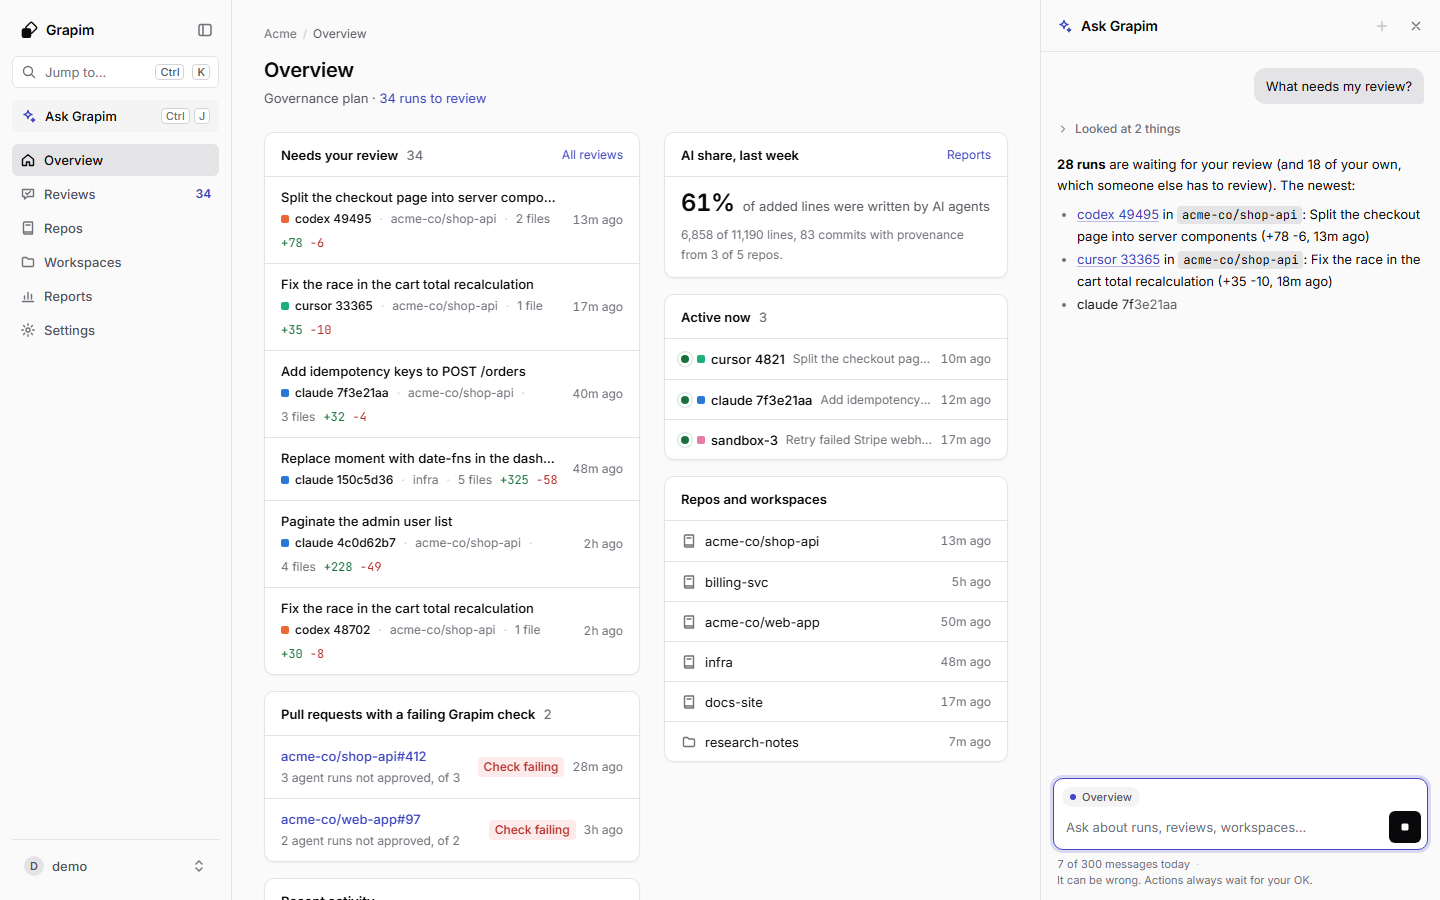 Grapim
Jump to... Ctrl K
Ask Grapim Ctrl J
Overview
Reviews 34
Repos
Workspaces
Reports
Settings
D demo
Acme / Overview
Overview
Governance plan · 34 runs to review
Needs your review 34 All reviews
Split the checkout page into server compo...
codex 49495 · acme-co/shop-api · 2 files 13m ago
+78 -6
Fix the race in the cart total recalculation
cursor 33365 · acme-co/shop-api · 1 file 17m ago
+35 -10
Add idempotency keys to POST /orders
claude 7f3e21aa · acme-co/shop-api · 40m ago
3 files +32 -4
Replace moment with date-fns in the dash...
claude 150c5d36 · infra · 5 files +325 -58 48m ago
Paginate the admin user list
claude 4c0d62b7 · acme-co/shop-api · 2h ago
4 files +228 -49
Fix the race in the cart total recalculation
codex 48702 · acme-co/shop-api · 1 file 2h ago
+30 -8
Pull requests with a failing Grapim check 2
acme-co/shop-api#412
3 agent runs not approved, of 3 Check failing 28m ago
acme-co/web-app#97
2 agent runs not approved, of 2 Check failing 3h ago
Recent activity
AI share, last week Reports
61% of added lines were written by AI agents
6,858 of 11,190 lines, 83 commits with provenance
from 3 of 5 repos.
Active now 3
cursor 4821 Split the checkout pag... 10m ago
claude 7f3e21aa Add idempotency... 12m ago
sandbox-3 Retry failed Stripe webh... 17m ago
Repos and workspaces
acme-co/shop-api 13m ago
billing-svc 5h ago
acme-co/web-app 50m ago
infra 48m ago
docs-site 17m ago
research-notes 7m ago
Ask Grapim
What needs my review?
Looked at 2 things
28 runs are waiting for your review (and 18 of your own,
which someone else has to review). The newest:
• codex 49495 in acme-co/shop-api: Split the checkout
page into server components (+78 -6, 13m ago)
• cursor 33365 in acme-co/shop-api: Fix the race in the
cart total recalculation (+35 -10, 18m ago)
• claude 7f3e21aa
Overview
Ask about runs, reviews, workspaces...
7 of 300 messages today ·
It can be wrong. Actions always wait for your OK.